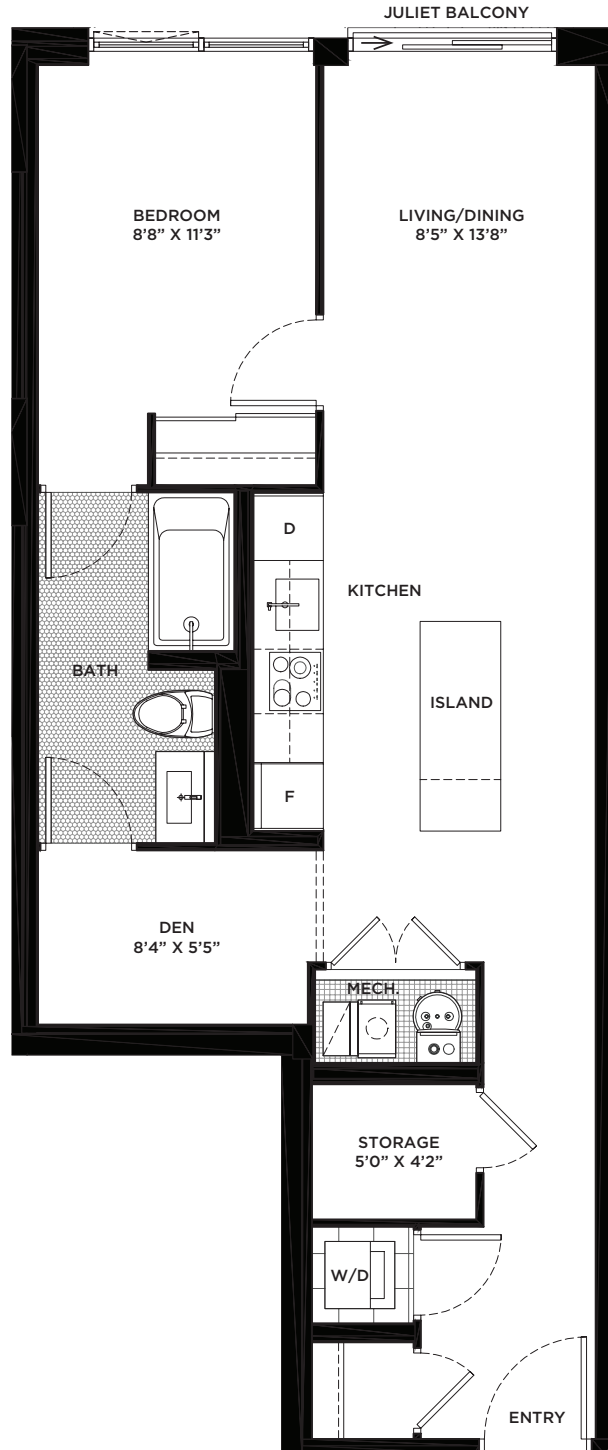 JULIET BALCONY
BEDROOM
8’8” X 11’3”
LIVING/DINING
8’5” X 13’8”
D
KITCHEN
BATH
ISLAND
F
DEN
8’4” X 5’5”
MECH.
STORAGE
5’0” X 4’2”
W/D
ENTRY